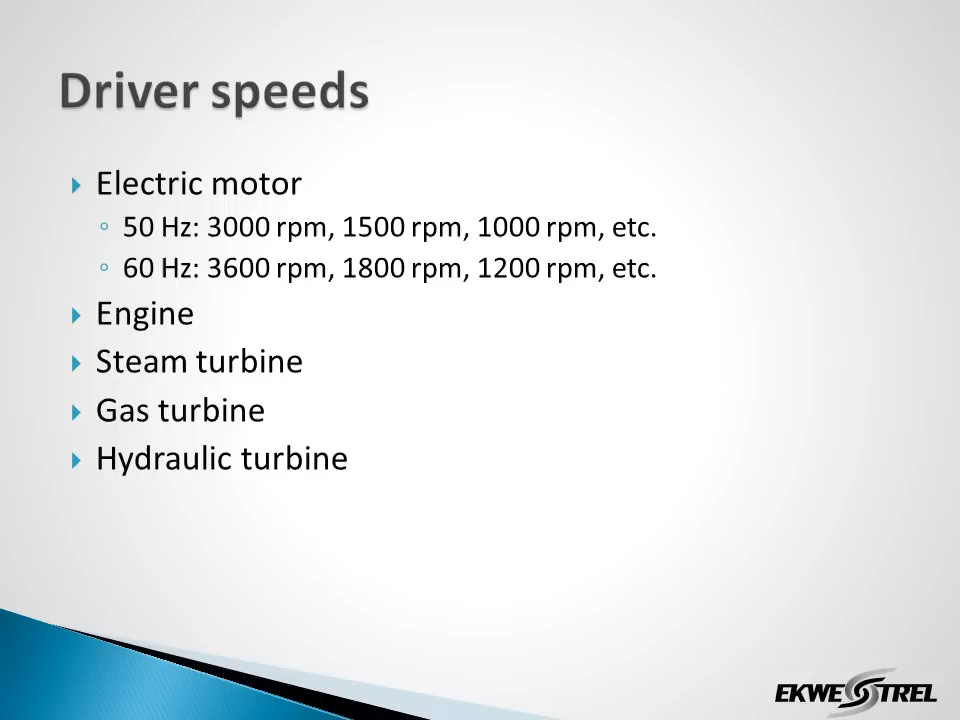 Driver speeds
Electric motor
50 Hz: 3000 rpm, 1500 rpm, 1000 rpm, etc.
60 Hz: 3600 rpm, 1800 rpm, 1200 rpm, etc.
Engine
Steam turbine
Gas turbine
Hydraulic turbine
EKWESTREL